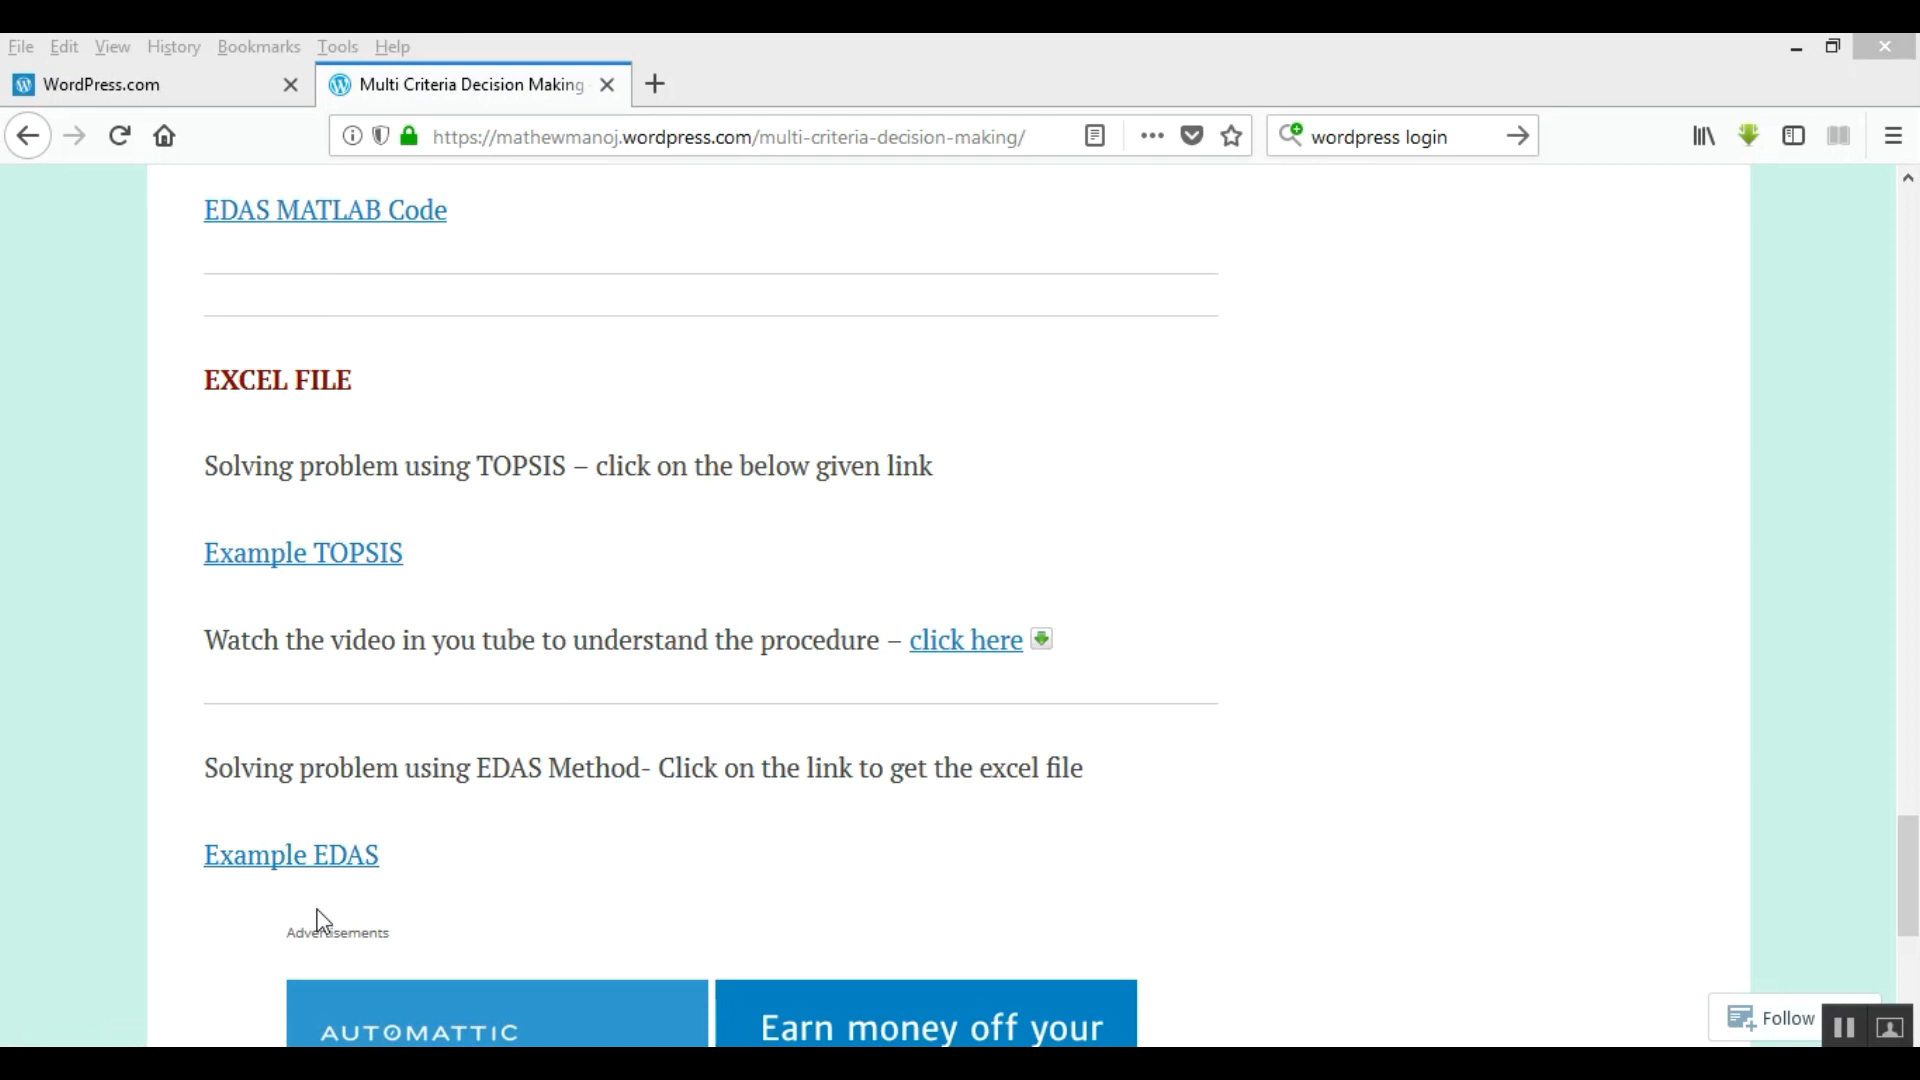 File Edit View History Bookmarks Tools Help
WordPress.com
Multi Criteria Decision Making
https://mathewmanoj.wordpress.com/multi-criteria-decision-making/
wordpress login
EDAS MATLAB Code
EXCEL FILE
Solving problem using TOPSIS – click on the below given link
Example TOPSIS
Watch the video in you tube to understand the procedure – click here
Solving problem using EDAS Method- Click on the link to get the excel file
Example EDAS
Advertisements
AUTOMATTIC
Earn money off your
Follow